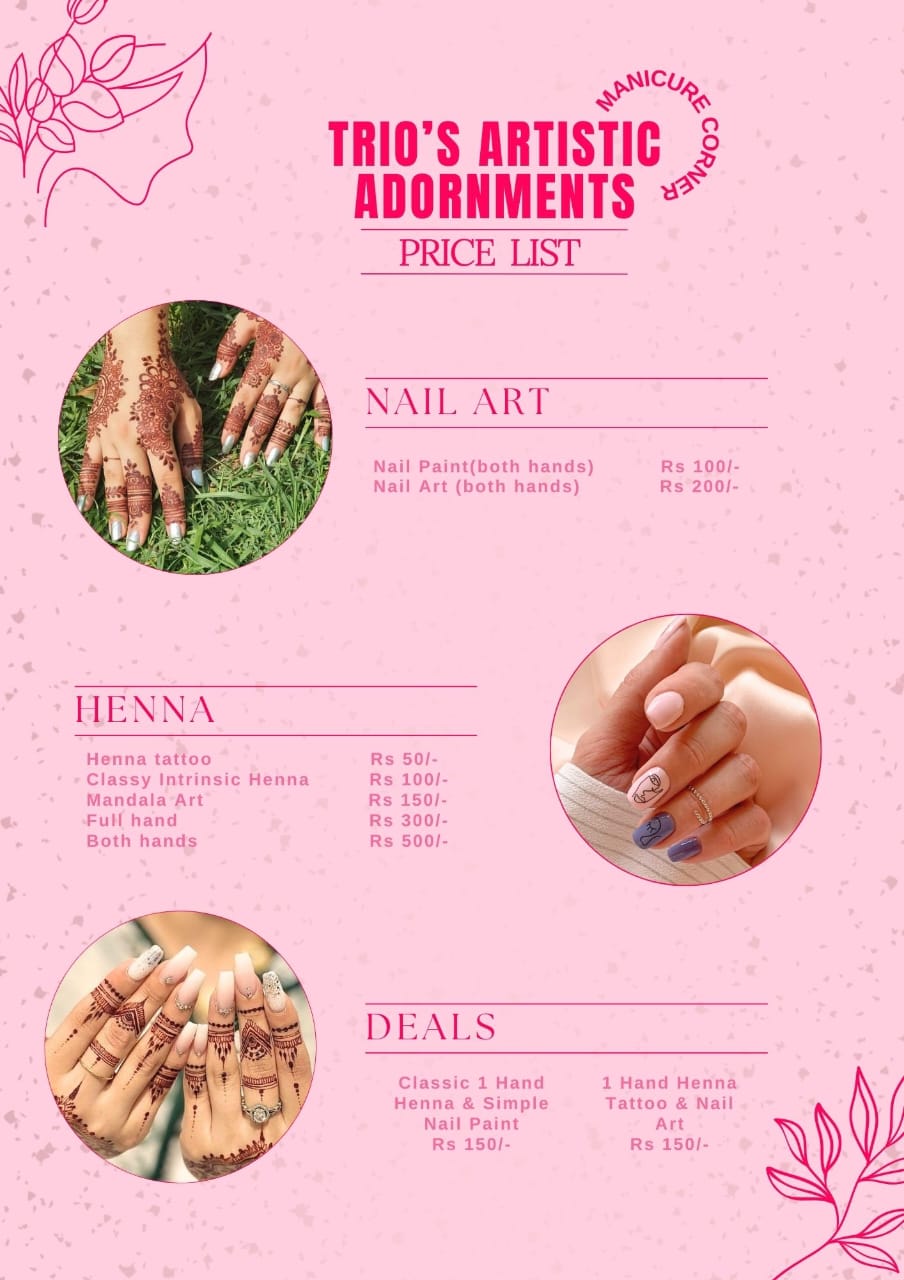 MANICURE CORNER
TRIO'S ARTISTIC
ADORNMENTS
PRICE LIST
NAIL ART
Nail Paint(both hands) Rs 100/-
Nail Art (both hands) Rs 200/-
HENNA
Henna tattoo Rs 50/-
Classy Intrinsic Henna Rs 100/-
Mandala Art Rs 150/-
Full hand Rs 300/-
Both hands Rs 500/-
DEALS
Classic 1 Hand
Henna & Simple
Nail Paint
Rs 150/-
1 Hand Henna
Tattoo & Nail
Art
Rs 150/-